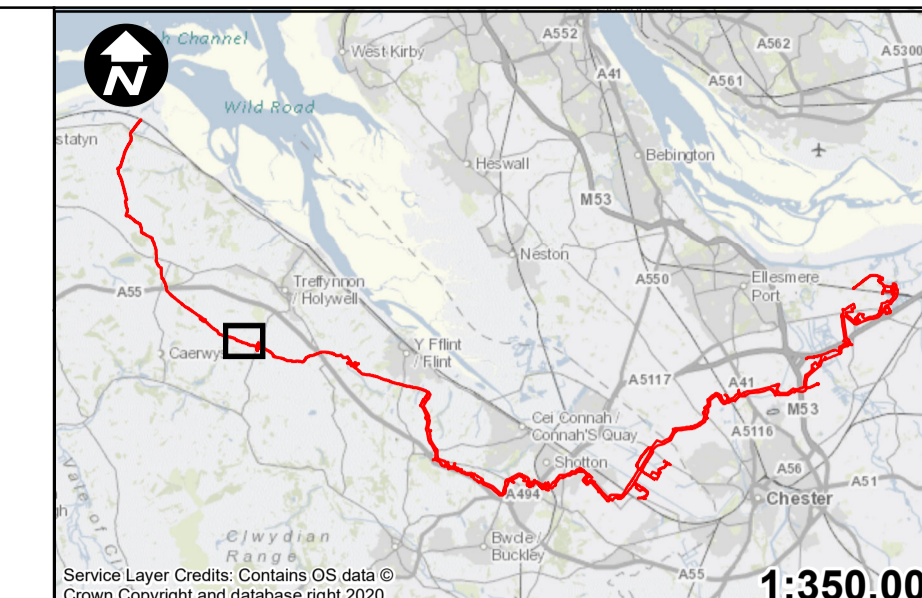 N
h Channel
West Kirby
A552
A562
A5300
A41
A561
Wild Road
statyn
Heswall
Bebington
M53
Neston
A550
Ellesmere
Port
Treffynnon
/ Holywell
A55
Caerwys
Y Fflint
/ Flint
A5117
A41
M53
Cei Connah /
Connah'S Quay
A5116
Shotton
A56
A51
A494
Chester
Vale of C
gh
Clwydian
Range
Bwcle /
Buckley
A55
Service Layer Credits: Contains OS data ©
Crown Copyright and database right 2020
1:350,00